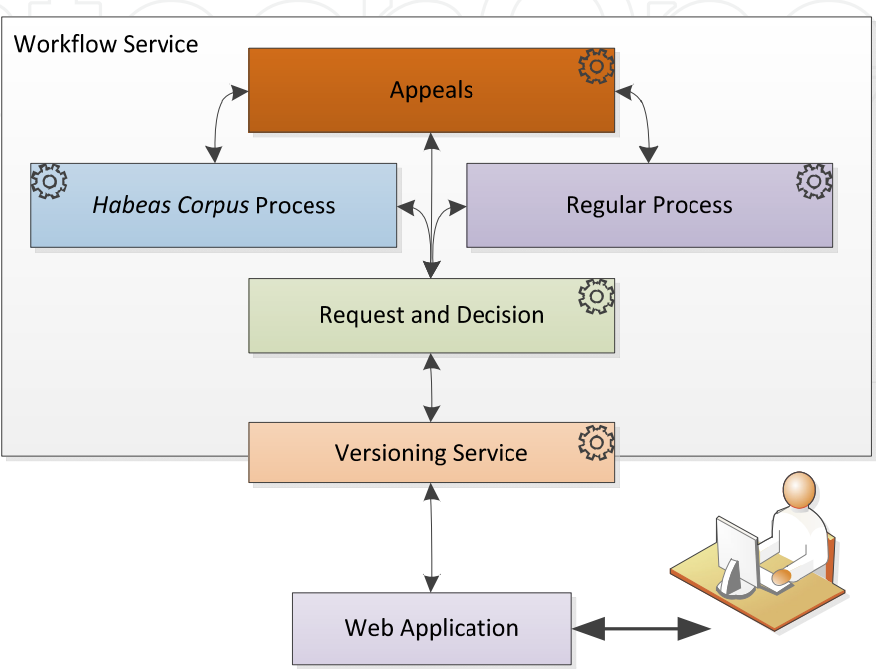 Workflow Service
Appeals
Habeas Corpus Process
Regular Process
Request and Decision
Versioning Service
Web Application